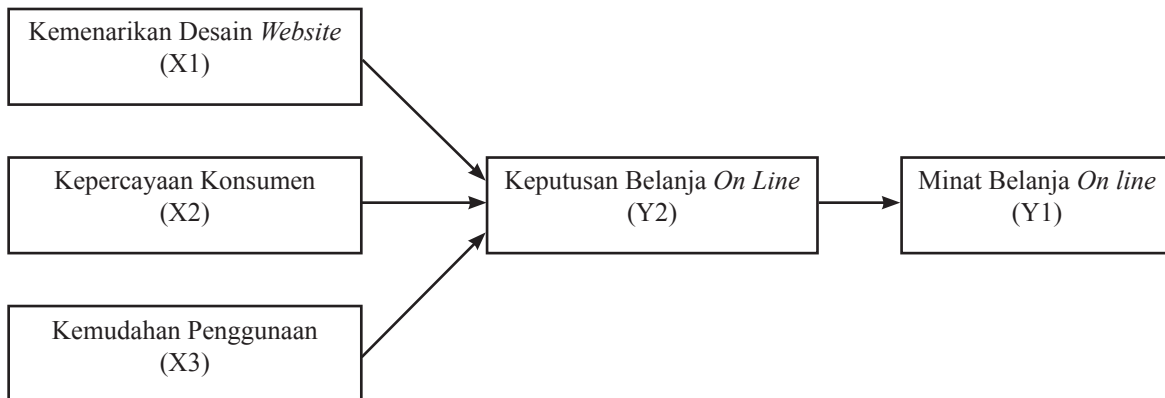 Kemenarikan Desain Website
(X1)
Kepercayaan Konsumen
(X2)
Kemudahan Penggunaan
(X3)
Keputusan Belanja On Line
(Y2)
Minat Belanja On line
(Y1)